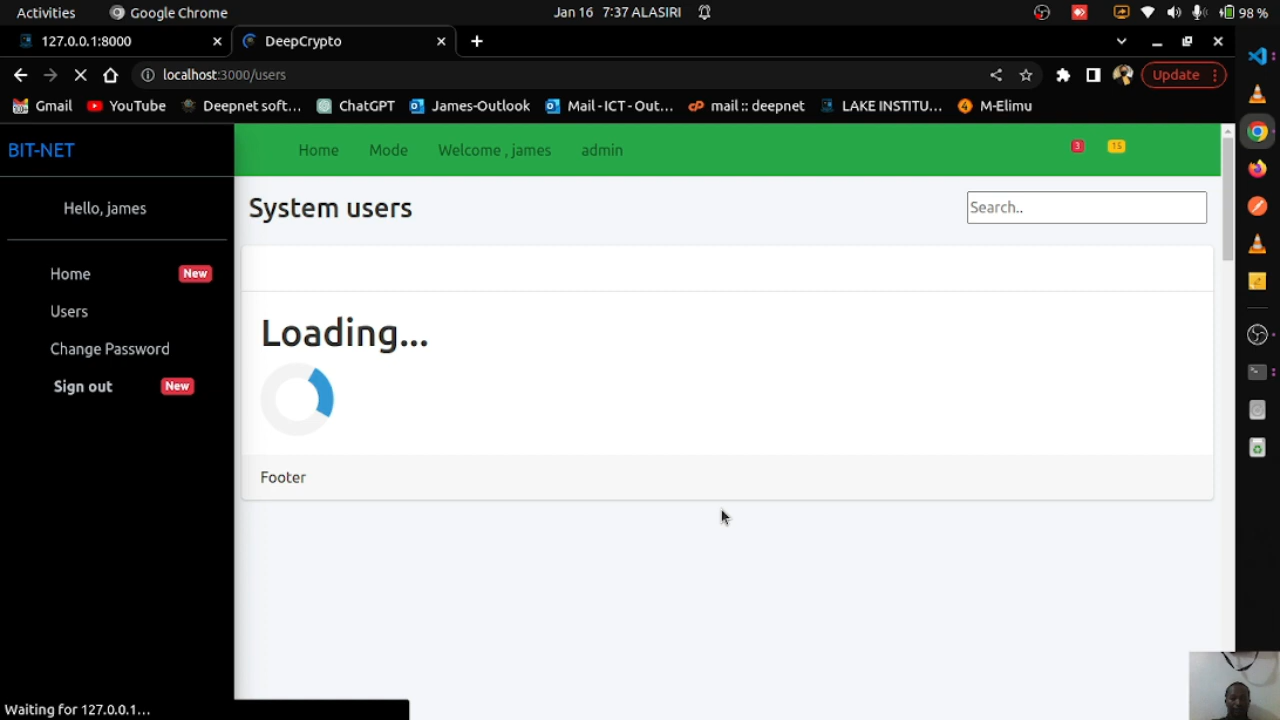 Activities Google Chrome Jan 16 7:37 ALASIRI 98 %
127.0.0.1:8000 DeepCrypto
localhost:3000/users Update
Gmail YouTube Deepnet soft... ChatGPT James-Outlook Mail - ICT - Out... mail :: deepnet LAKE INSTITU... M-Elimu
BIT-NET Home Mode Welcome , james admin 3 15
Hello, james System users Search..
Home New
Users
Change Password
Sign out New
Loading...
Footer
Waiting for 127.0.0.1...